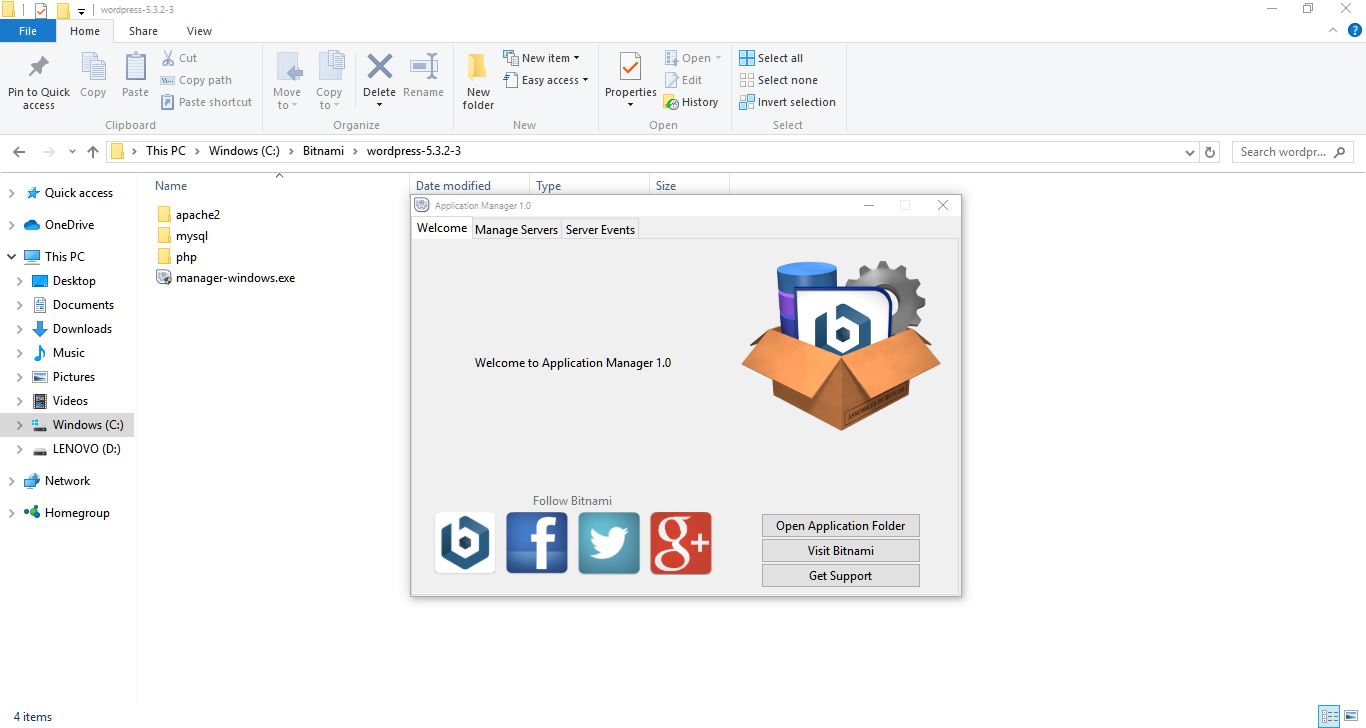 wordpress-5.3.2-3
File Home Share View
Pin to Quick access
Copy
Paste
Cut
Copy path
Paste shortcut
Clipboard
Move to
Copy to
Delete
Rename
Organize
New folder
New item
Easy access
New
Properties
Open
Edit
History
Open
Select all
Select none
Invert selection
Select
This PC > Windows (C:) > Bitnami > wordpress-5.3.2-3
Search wordpr...
Quick access
OneDrive
This PC
Desktop
Documents
Downloads
Music
Pictures
Videos
Windows (C:)
LENOVO (D:)
Network
Homegroup
Name Date modified Type Size
apache2
mysql
php
manager-windows.exe
Application Manager 1.0
Welcome Manage Servers Server Events
Welcome to Application Manager 1.0
ASSEMBLED BY BITNAMI
Follow Bitnami
Open Application Folder
Visit Bitnami
Get Support
4 items